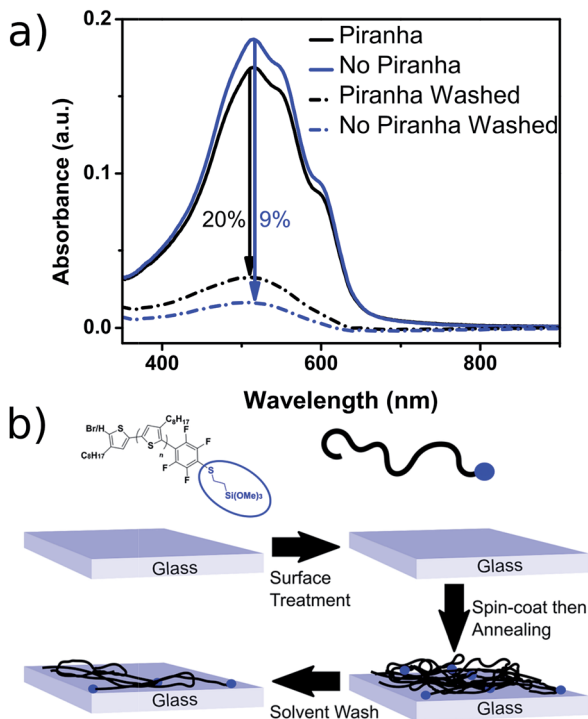 a)
Absorbance (a.u.)
0.2
0.1
0.0
Piranha
No Piranha
Piranha Washed
No Piranha Washed
20% 9%
400 600 800
Wavelength (nm)
b)
Br/H
S
C₈H₁₇
C₈H₁₇
S
n
F
F
F
F
S
Si(OMe)₃
Glass
Surface
Treatment
Glass
Spin-coat then
Annealing
Glass
Solvent Wash
Glass